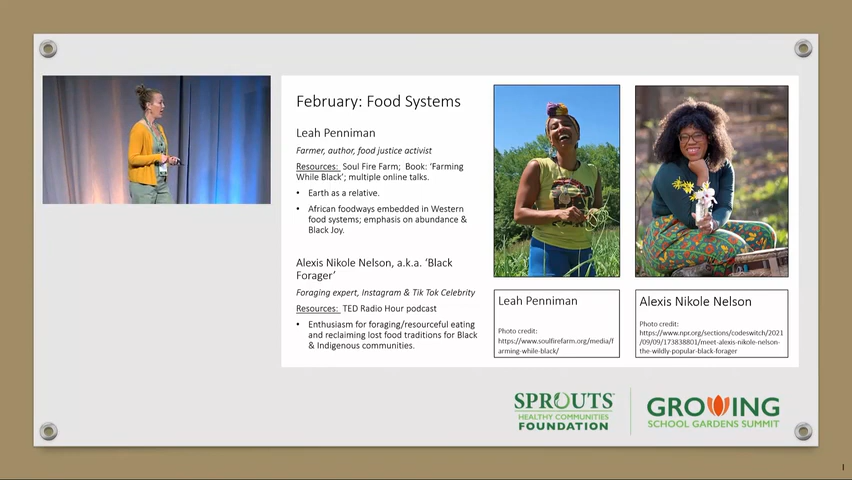 February: Food Systems
Leah Penniman
Farmer, author, food justice activist
Resources: Soul Fire Farm; Book: ‘Farming
While Black’; multiple online talks.
• Earth as a relative.
• African foodways embedded in Western
food systems; emphasis on abundance &
Black Joy.
Alexis Nikole Nelson, a.k.a. ‘Black
Forager’
Foraging expert, Instagram & Tik Tok Celebrity
Resources: TED Radio Hour podcast
• Enthusiasm for foraging/resourceful eating
and reclaiming lost food traditions for Black
& Indigenous communities.
Leah Penniman
Photo credit:
https://www.soulfirefarm.org/media/f
arming-while-black/
Alexis Nikole Nelson
Photo credit:
https://www.npr.org/sections/codeswitch/2021
/09/09/173838801/meet-alexis-nikole-nelson-
the-wildly-popular-black-forager
SPROUTS
HEALTHY COMMUNITIES
FOUNDATION
GROWING
SCHOOL GARDENS SUMMIT
1